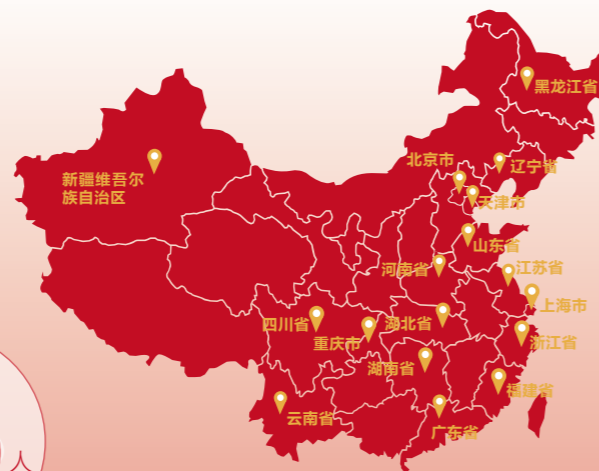 黑龙江省
北京市
辽宁省
新疆维吾尔
族自治区
天津市
山东省
河南省
江苏省
上海市
四川省
湖北省
重庆市
浙江省
湖南省
福建省
云南省
广东省
人